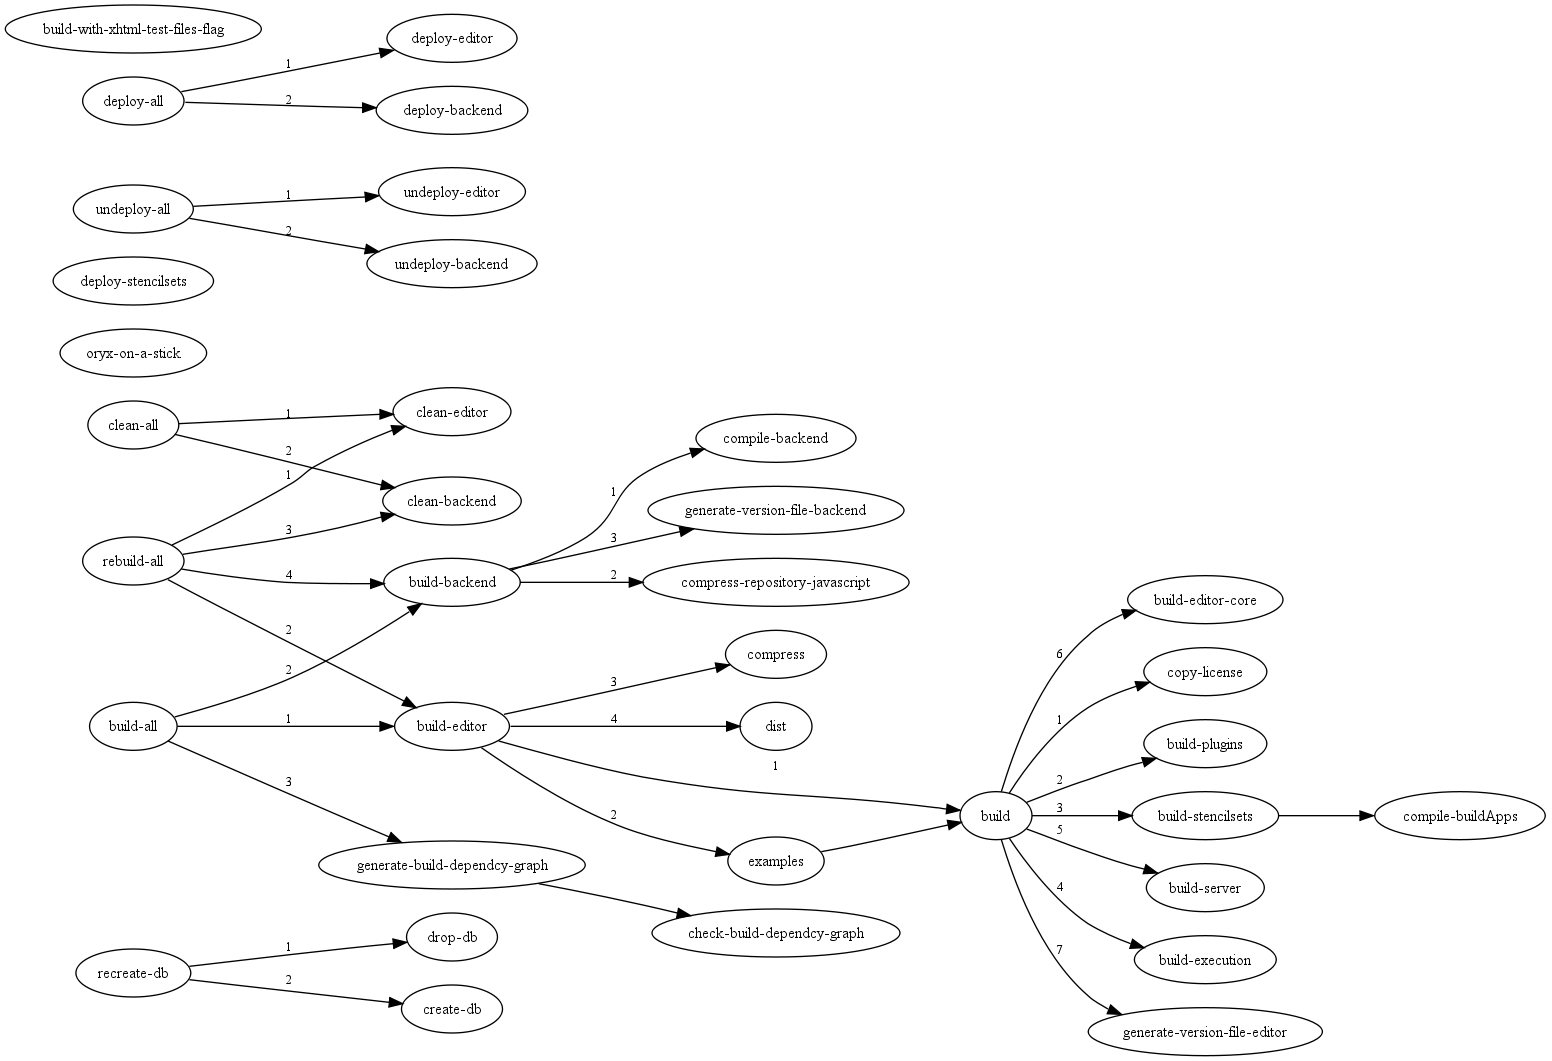 build-with-xhtml-test-files-flag
deploy-all
1
deploy-editor
2
deploy-backend
undeploy-all
1
undeploy-editor
2
undeploy-backend
deploy-stencilsets
oryx-on-a-stick
clean-all
1
clean-editor
2
clean-backend
rebuild-all
1
3
4
2
build-backend
1
compile-backend
3
generate-version-file-backend
2
compress-repository-javascript
build-all
2
1
3
build-editor
3
compress
4
dist
1
2
examples
build
6
build-editor-core
1
copy-license
2
build-plugins
3
build-stencilsets
compile-buildApps
5
build-server
4
build-execution
7
generate-version-file-editor
generate-build-dependcy-graph
check-build-dependcy-graph
recreate-db
1
drop-db
2
create-db